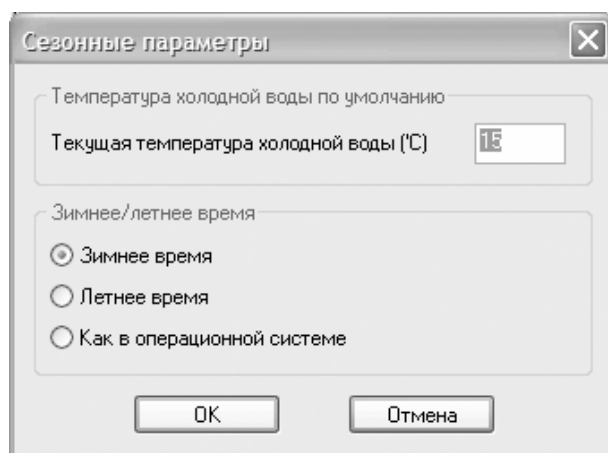 Сезонные параметры
Температура холодной воды по умолчанию
Текущая температура холодной воды ('C)
15
Зимнее/летнее время
Зимнее время
Летнее время
Как в операционной системе
OK
Отмена